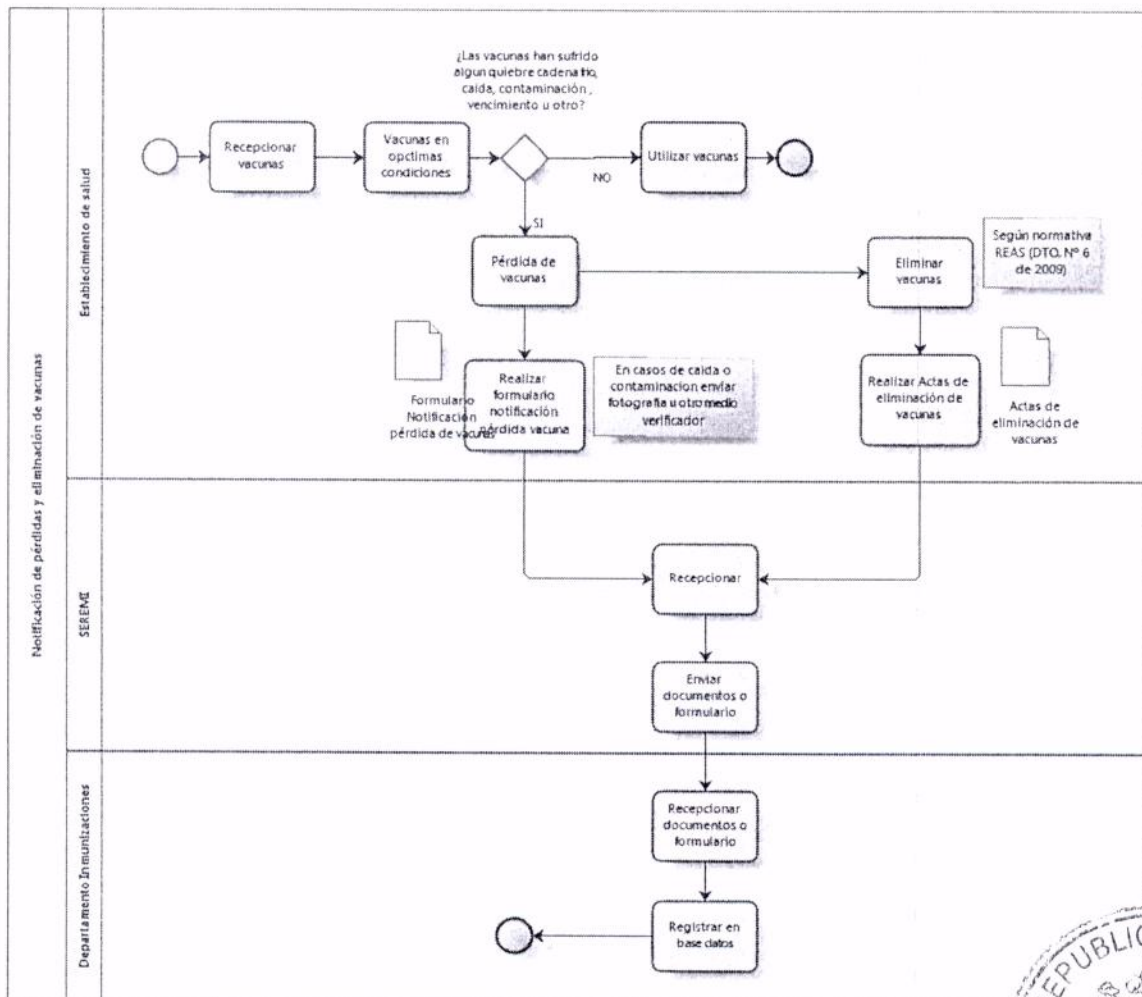 Notificación de pérdidas y eliminación de vacunas
Establecimiento de salud
¿Las vacunas han sufrido
algun quiebre cadena frio,
caída, contaminación ,
vencimiento u otro?
Recepcionar
vacunas
Vacunas en
opctimas
condiciones
NO
Utilizar vacunas
SI
Pérdida de
vacunas
Eliminar
vacunas
Según normativa
REAS (DTO. Nº 6
de 2009)
Formulario
Notificación
pérdida de vacunas
Realizar
formulario
notificación
pérdida vacuna
En casos de caida o
contaminacion enviar
fotografia u otro medio
verificador
Realizar Actas de
eliminación de
vacunas
Actas de
eliminación de
vacunas
SEREMI
Recepcionar
Enviar
documentos o
formulario
Departamento Inmunizaciones
Recepcionar
documentos o
formulario
Registrar en
base datos